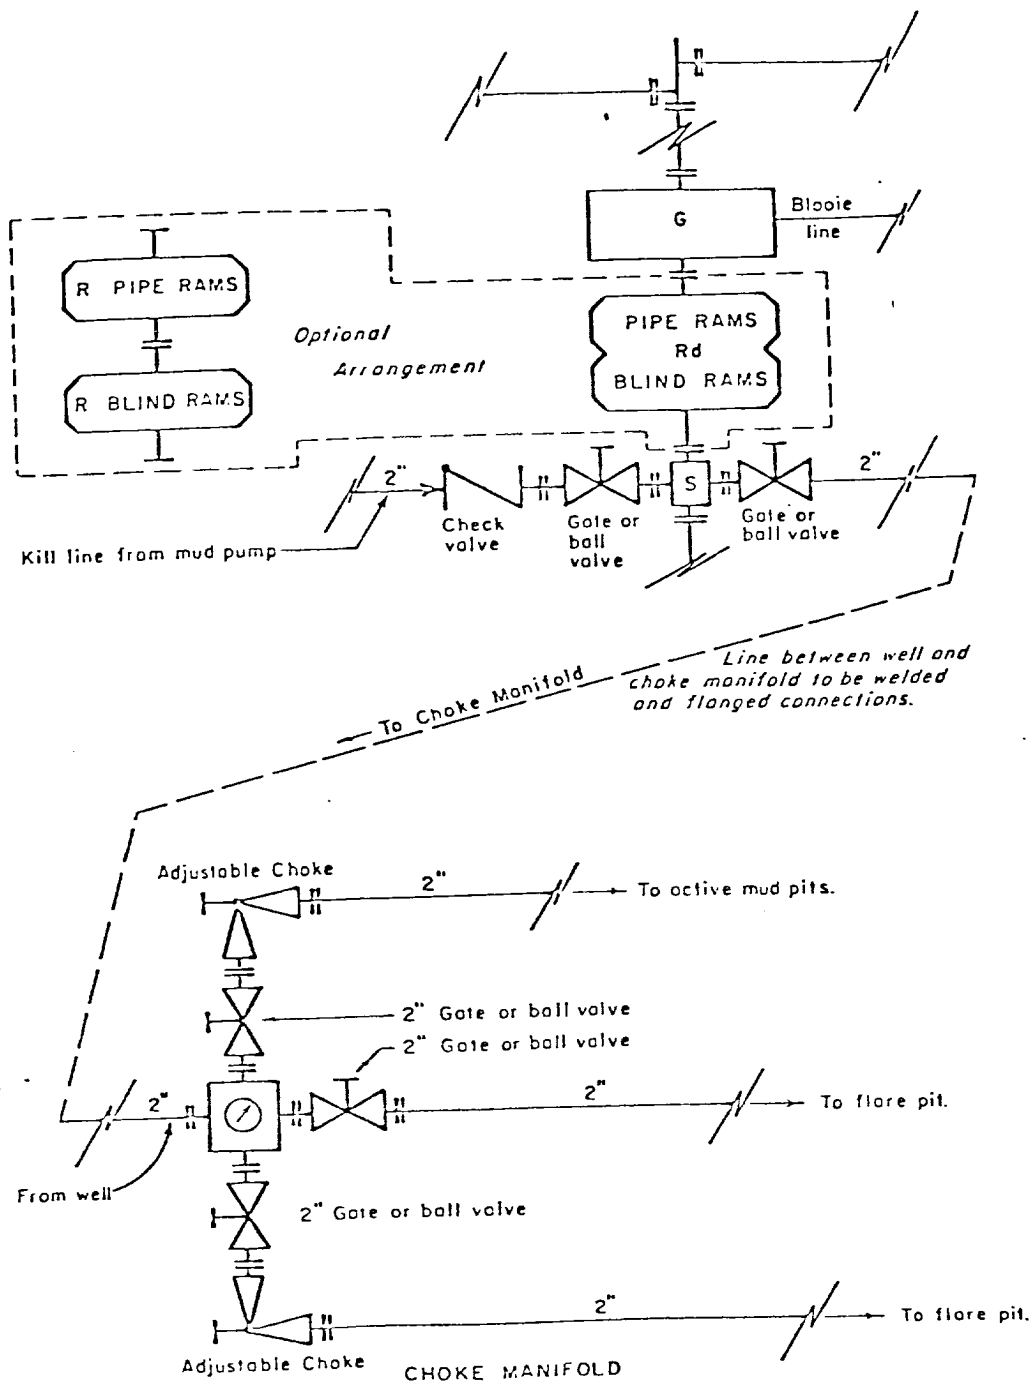 G
Blooie
line
R PIPE RAMS
R BLIND RAMS
Optional
Arrangement
PIPE RAMS
Rd
BLIND RAMS
2"
S
2"
Check
valve
Gate or
ball
valve
Gate or
ball valve
Kill line from mud pump
Line between well and
choke manifold to be welded
and flanged connections.
To Choke Manifold
Adjustable Choke
2"
To active mud pits.
2" Gate or ball valve
2" Gate or ball valve
2"
2"
To flare pit.
From well
2" Gate or ball valve
2"
To flare pit.
Adjustable Choke
CHOKE MANIFOLD